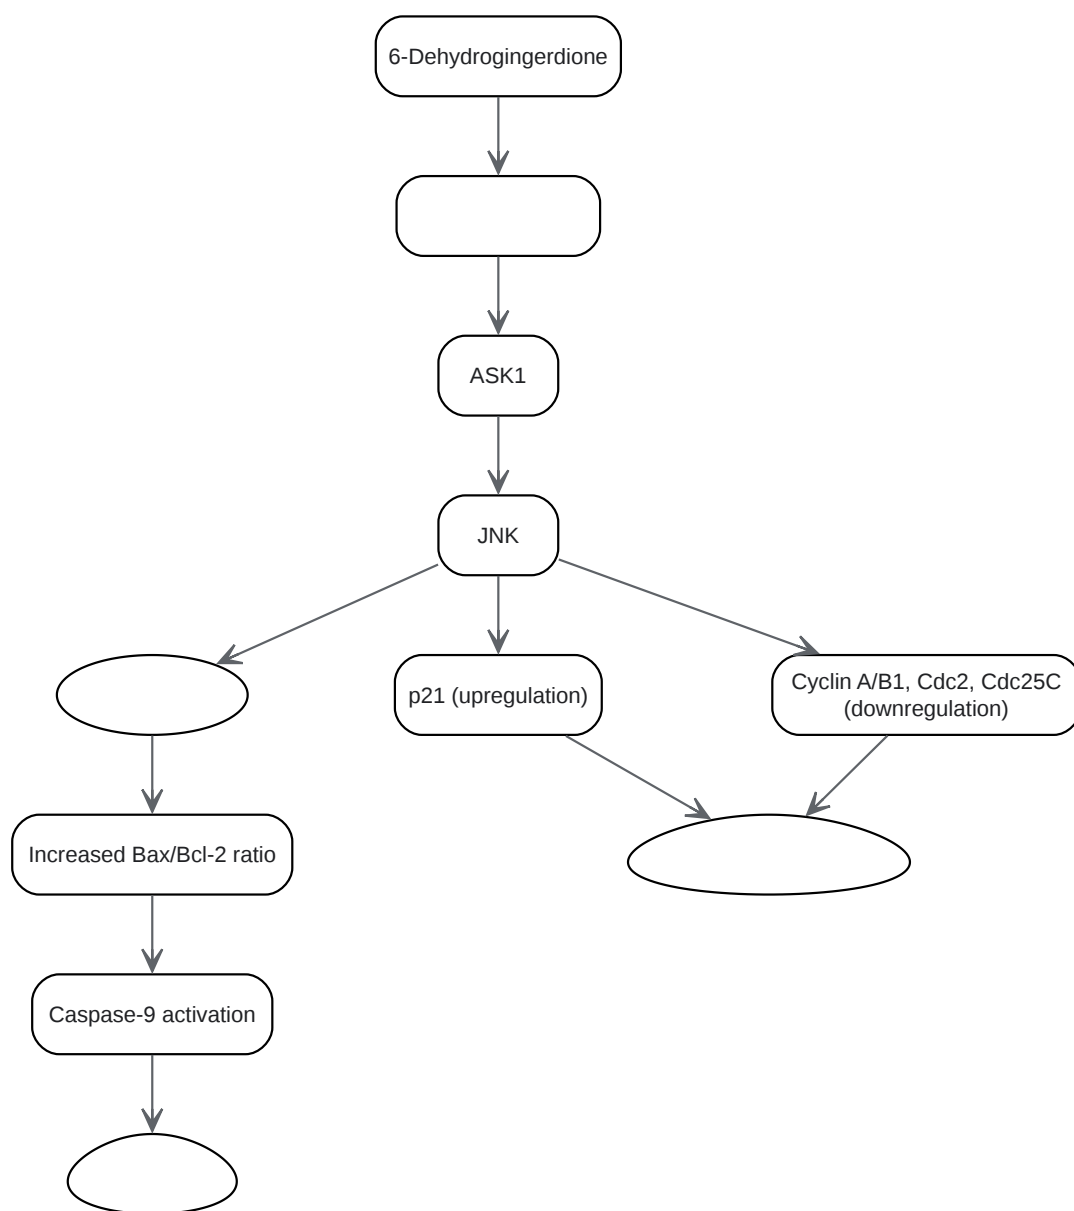 6-Dehydrogingerdione
ASK1
JNK
p21 (upregulation)
Cyclin A/B1, Cdc2, Cdc25C
(downregulation)
Increased Bax/Bcl-2 ratio
Caspase-9 activation